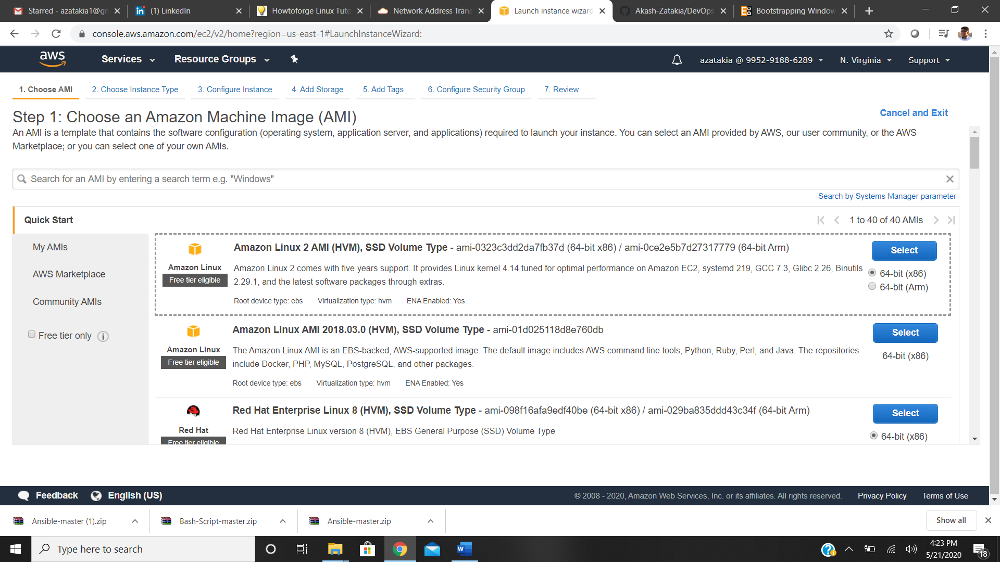 Starred - azatakia1@gm
(1) LinkedIn
Howtoforge Linux Tuto
Network Address Trans
Launch instance wizard
Akash-Zatakia/DevOps
Bootstrapping Window
console.aws.amazon.com/ec2/v2/home?region=us-east-1#LaunchInstanceWizard:
aws
Services
Resource Groups
azatakia @ 9952-9188-6289
N. Virginia
Support
1. Choose AMI
2. Choose Instance Type
3. Configure Instance
4. Add Storage
5. Add Tags
6. Configure Security Group
7. Review
Step 1: Choose an Amazon Machine Image (AMI)
Cancel and Exit
An AMI is a template that contains the software configuration (operating system, application server, and applications) required to launch your instance. You can select an AMI provided by AWS, our user community, or the AWS
Marketplace; or you can select one of your own AMIs.
Search for an AMI by entering a search term e.g. "Windows"
Search by Systems Manager parameter
Quick Start
1 to 40 of 40 AMIs
My AMIs
AWS Marketplace
Community AMIs
Free tier only
Amazon Linux
Free tier eligible
Amazon Linux 2 AMI (HVM), SSD Volume Type - ami-0323c3dd2da7fb37d (64-bit x86) / ami-0ce2e5b7d27317779 (64-bit Arm)
Amazon Linux 2 comes with five years support. It provides Linux kernel 4.14 tuned for optimal performance on Amazon EC2, systemd 219, GCC 7.3, Glibc 2.26, Binutils
2.29.1, and the latest software packages through extras.
Root device type: ebs
Virtualization type: hvm
ENA Enabled: Yes
Select
64-bit (x86)
64-bit (Arm)
Amazon Linux
Free tier eligible
Amazon Linux AMI 2018.03.0 (HVM), SSD Volume Type - ami-01d025118d8e760db
The Amazon Linux AMI is an EBS-backed, AWS-supported image. The default image includes AWS command line tools, Python, Ruby, Perl, and Java. The repositories
include Docker, PHP, MySQL, PostgreSQL, and other packages.
Root device type: ebs
Virtualization type: hvm
ENA Enabled: Yes
Select
64-bit (x86)
Red Hat
Free tier eligible
Red Hat Enterprise Linux 8 (HVM), SSD Volume Type - ami-098f16afa9edf40be (64-bit x86) / ami-029ba835ddd43c34f (64-bit Arm)
Red Hat Enterprise Linux version 8 (HVM), EBS General Purpose (SSD) Volume Type
Select
64-bit (x86)
Feedback
English (US)
© 2008 - 2020, Amazon Web Services, Inc. or its affiliates. All rights reserved.
Privacy Policy
Terms of Use
Ansible-master (1).zip
Bash-Script-master.zip
Ansible-master.zip
Show all
Type here to search
4:23 PM
5/21/2020
18